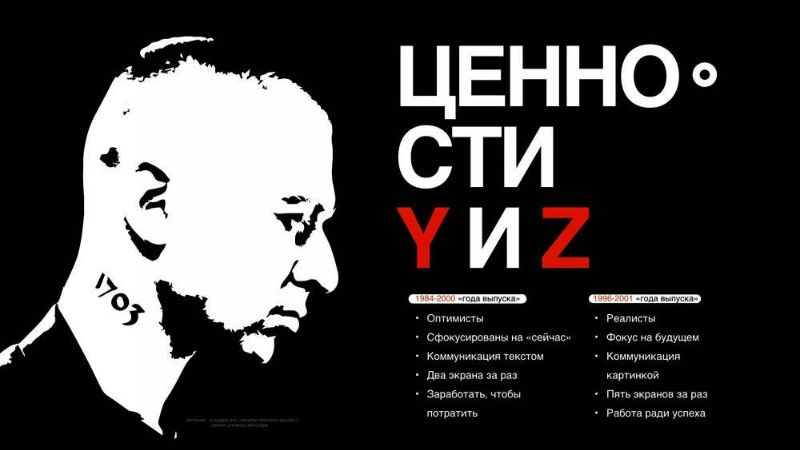 ЦЕННО
СТИ
Y И Z
1703
1984-2000 «года выпуска»
• Оптимисты
• Сфокусированы на «сейчас»
• Коммуникация текстом
• Два экрана за раз
• Заработать, чтобы
потратить
1996-2001 «года выпуска»
• Реалисты
• Фокус на будущем
• Коммуникация
картинкой
• Пять экранов за раз
• Работа ради успеха